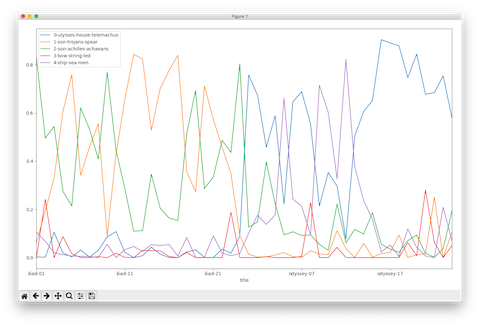 Figure 1
0-ulysses-house-telemachus
1-son-trojans-spear
2-son-achilles-achaeans
3-bow-string-led
4-ship-sea-men
0.8
0.6
0.4
0.2
0.0
iliad-01 iliad-11 iliad-21 odyssey-07 odyssey-17
title